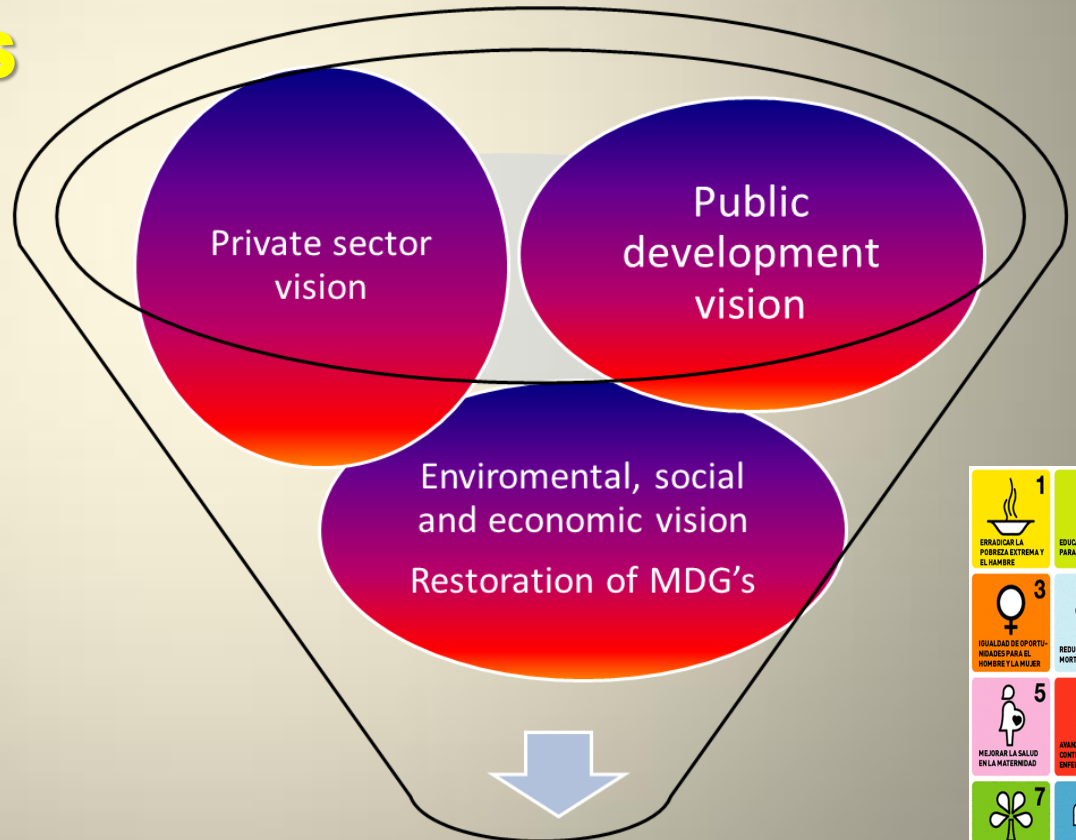 s
Private sector
vision
Public
development
vision
Enviromental, social
and economic vision
Restoration of MDG's
1
ERRADICAR LA
POBREZA EXTREMA Y
EL HAMBRE
3
IGUALDAD DE OPORTU-
NIDADES PARA EL
HOMBRE Y LA MUJER
5
MEJORAR LA SALUD
EN LA MATERNIDAD
7